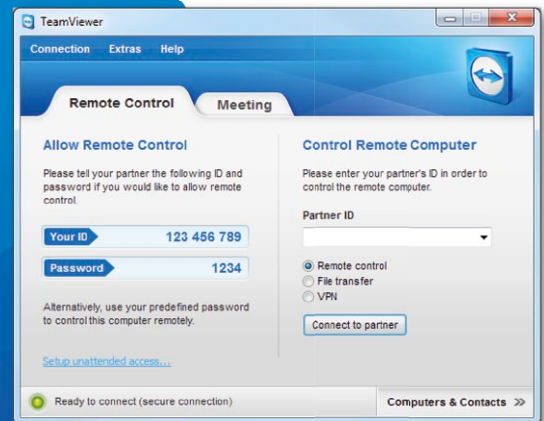 TeamViewer
Connection Extras Help
Remote Control Meeting
Allow Remote Control
Please tell your partner the following ID and
password if you would like to allow remote
control.
Your ID 123 456 789
Password 1234
Alternatively, use your predefined password
to control this computer remotely.
Setup unattended access...
Control Remote Computer
Please enter your partner's ID in order to
control the remote computer.
Partner ID
Remote control
File transfer
VPN
Connect to partner
Ready to connect (secure connection)
Computers & Contacts